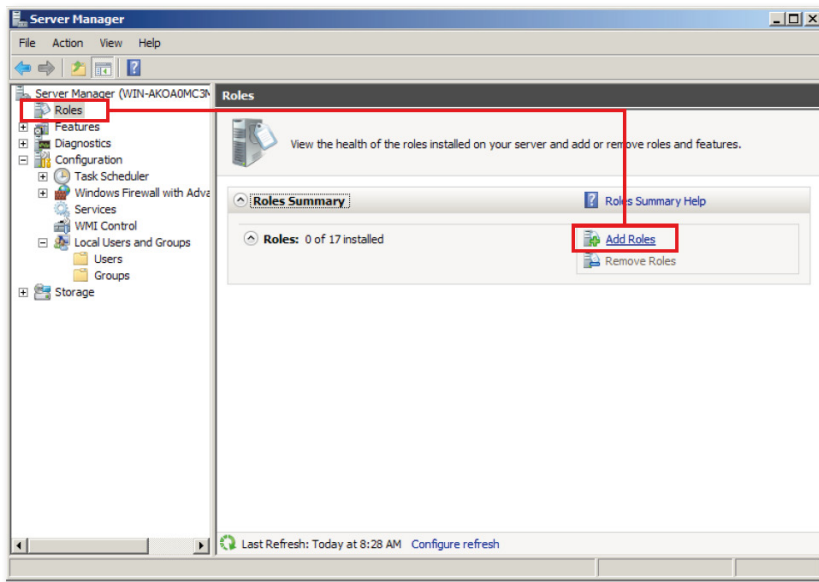 Server Manager
File Action View Help
Server Manager (WIN-AKOA0MC3
Roles
Features
Diagnostics
Configuration
Task Scheduler
Windows Firewall with Adva
Services
WMI Control
Local Users and Groups
Users
Groups
Storage
Roles
View the health of the roles installed on your server and add or remove roles and features.
Roles Summary
Roles Summary Help
Roles: 0 of 17 installed
Add Roles
Remove Roles
Last Refresh: Today at 8:28 AM Configure refresh